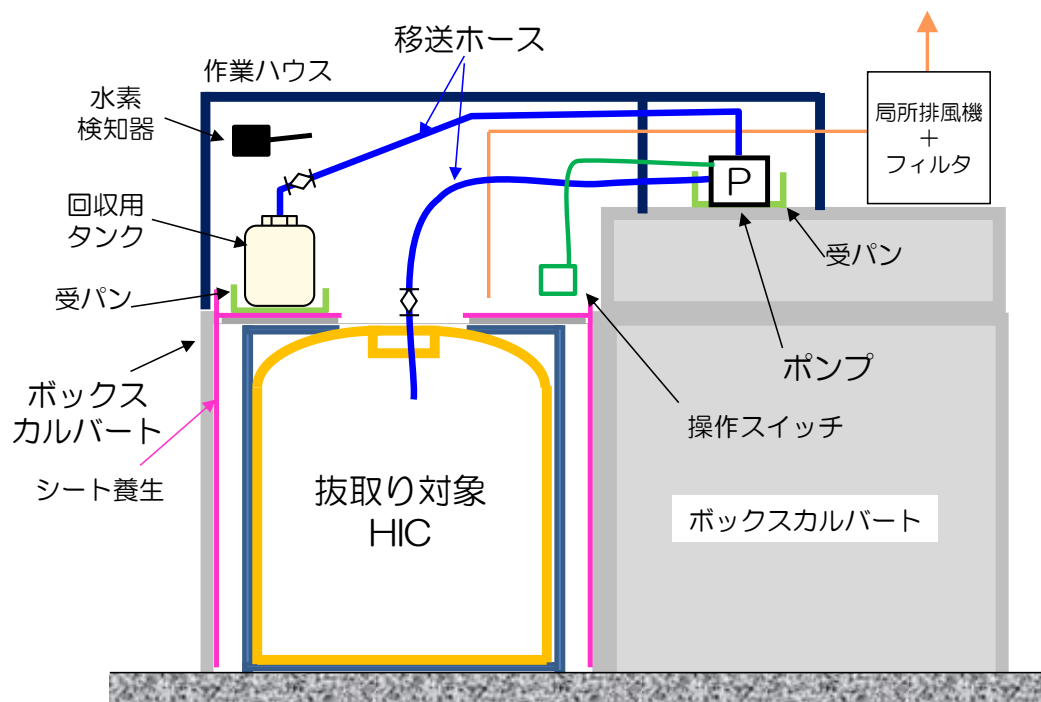 移送ホース
作業ハウス
水素
検知器
局所排風機
+
フィルタ
P
回収用
タンク
受パン
受パン
ポンプ
ボックス
カルバート
操作スイッチ
シート養生
抜取り対象
HIC
ボックスカルバート